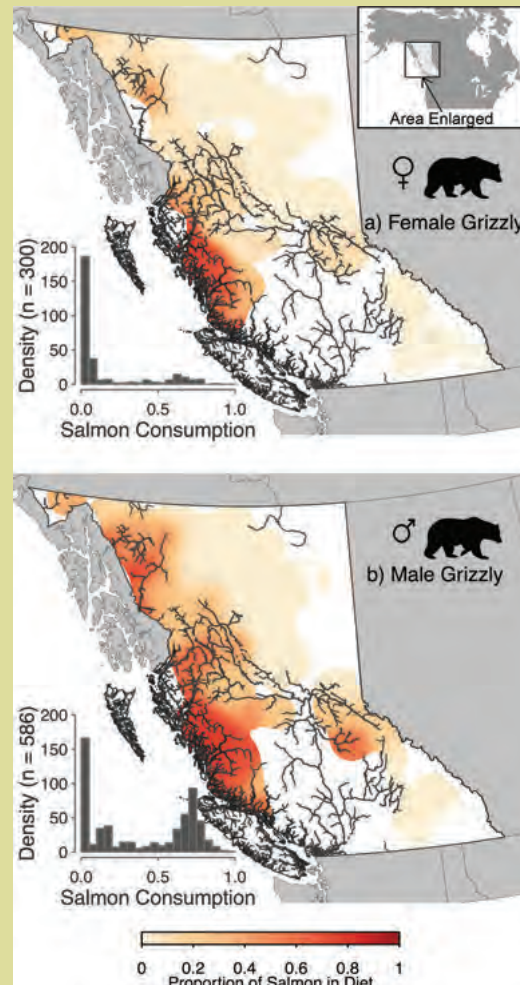 Area Enlarged
♀
a) Female Grizzly
Density (n = 300)
200
150
100
50
0
0.0 0.5 1.0
Salmon Consumption
♂
b) Male Grizzly
Density (n = 586)
200
150
100
50
0
0.0 0.5 1.0
Salmon Consumption
0 0.2 0.4 0.6 0.8 1
Proportion of Salmon in Diet